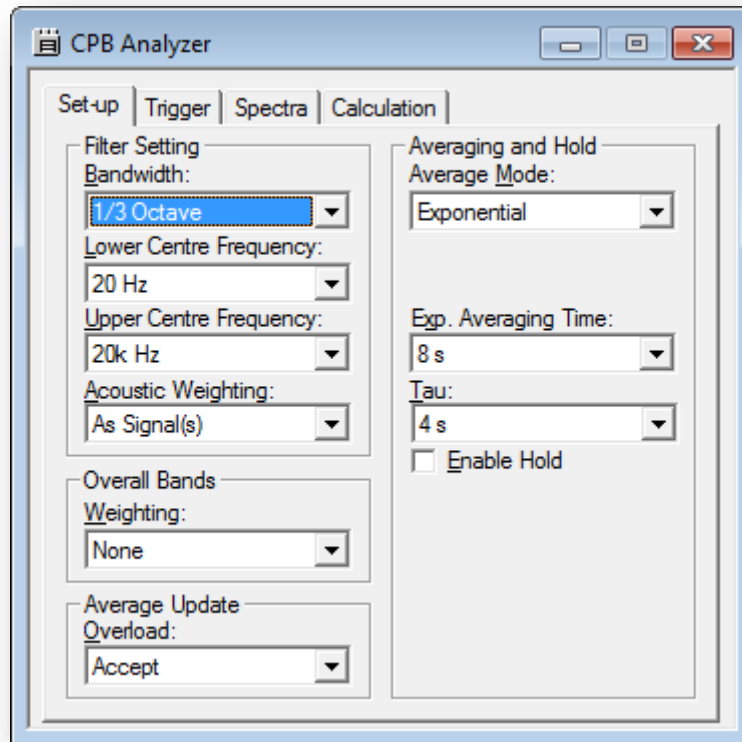 CPB Analyzer
Set-up Trigger Spectra Calculation
Filter Setting
Bandwidth:
1/3 Octave
Lower Centre Frequency:
20 Hz
Upper Centre Frequency:
20k Hz
Acoustic Weighting:
As Signal(s)
Overall Bands
Weighting:
None
Average Update
Overload:
Accept
Averaging and Hold
Average Mode:
Exponential
Exp. Averaging Time:
8 s
Tau:
4 s
Enable Hold